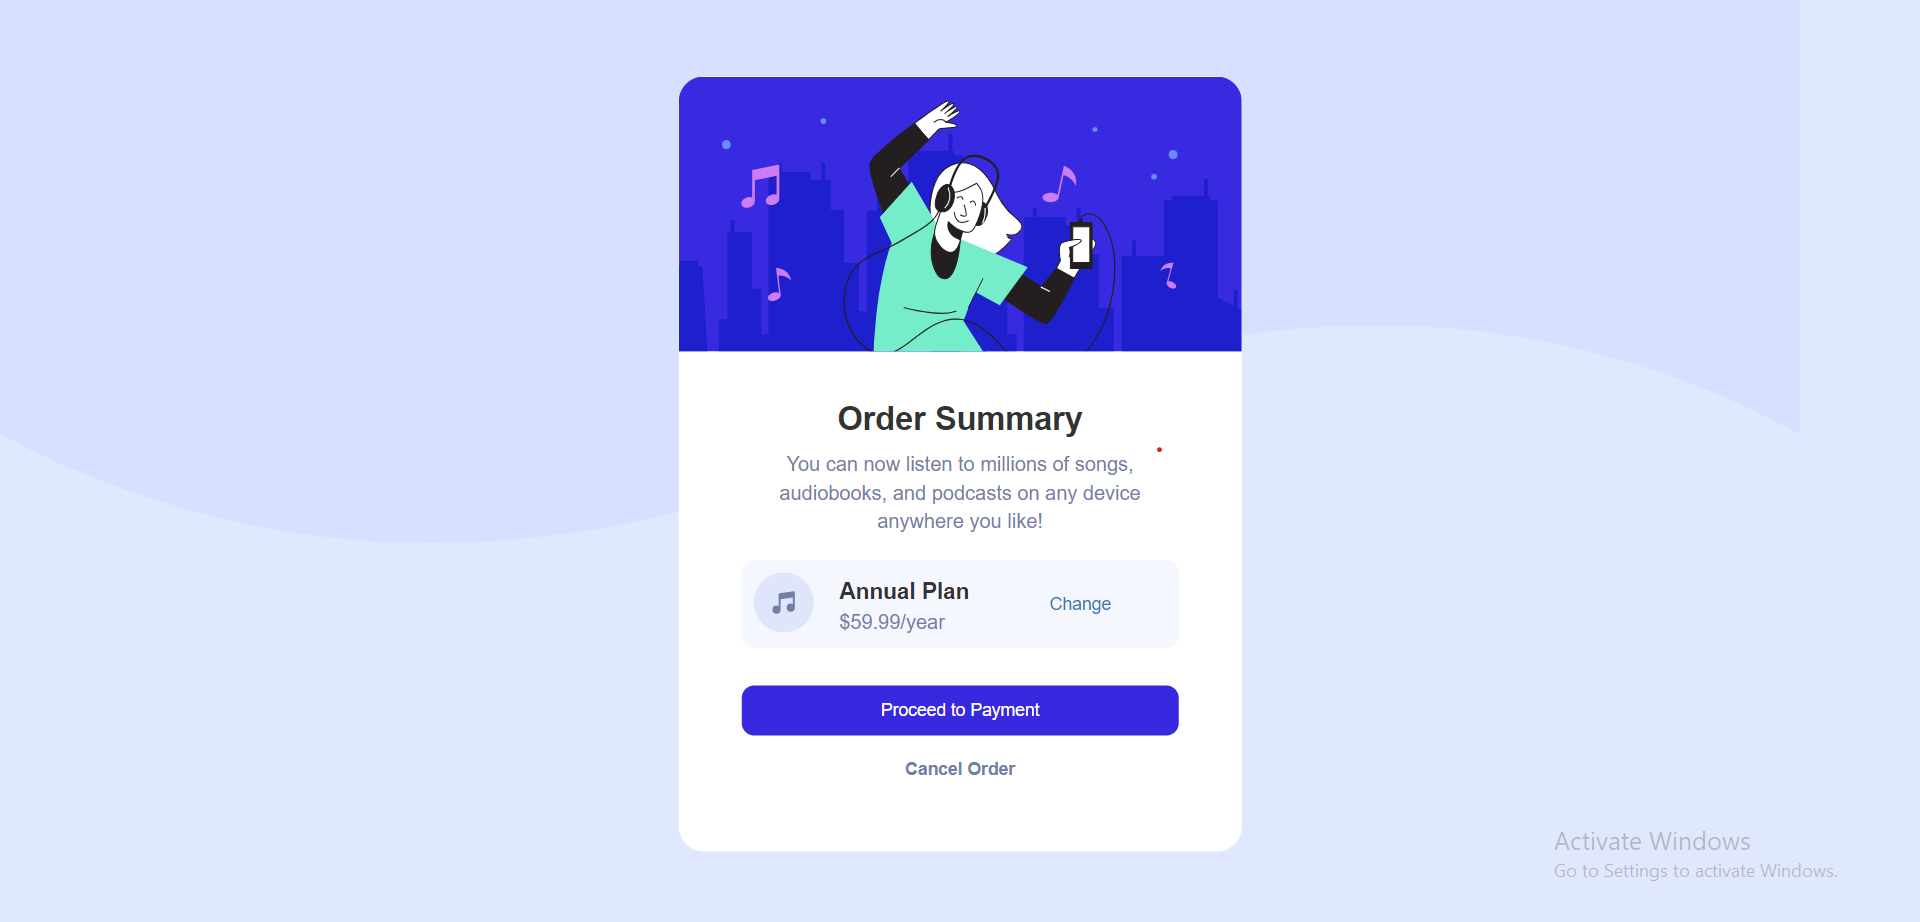 Order Summary
You can now listen to millions of songs,
audiobooks, and podcasts on any device
anywhere you like!
Annual Plan
$59.99/year
Change
Proceed to Payment
Cancel Order
Activate Windows
Go to Settings to activate Windows.